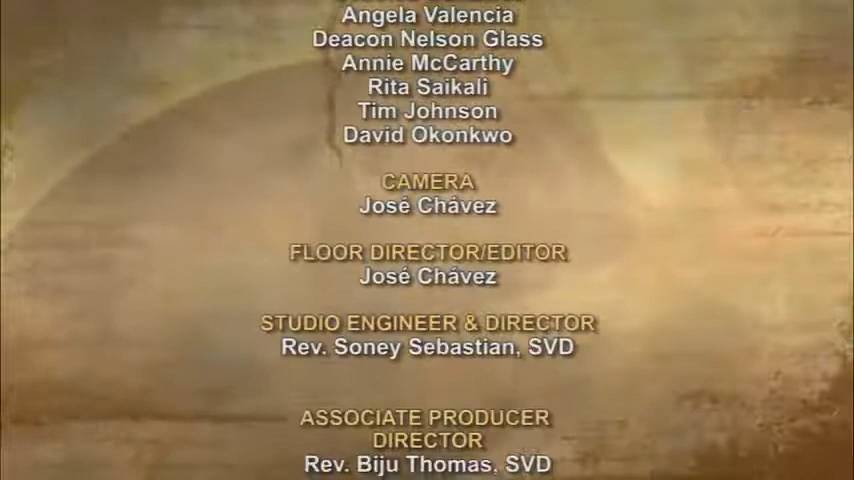 Angela Valencia
Deacon Nelson Glass
Annie McCarthy
Rita Saikali
Tim Johnson
David Okonkwo
CAMERA
José Chávez
FLOOR DIRECTOR/EDITOR
José Chávez
STUDIO ENGINEER & DIRECTOR
Rev. Soney Sebastian, SVD
ASSOCIATE PRODUCER
DIRECTOR
Rev. Biju Thomas, SVD